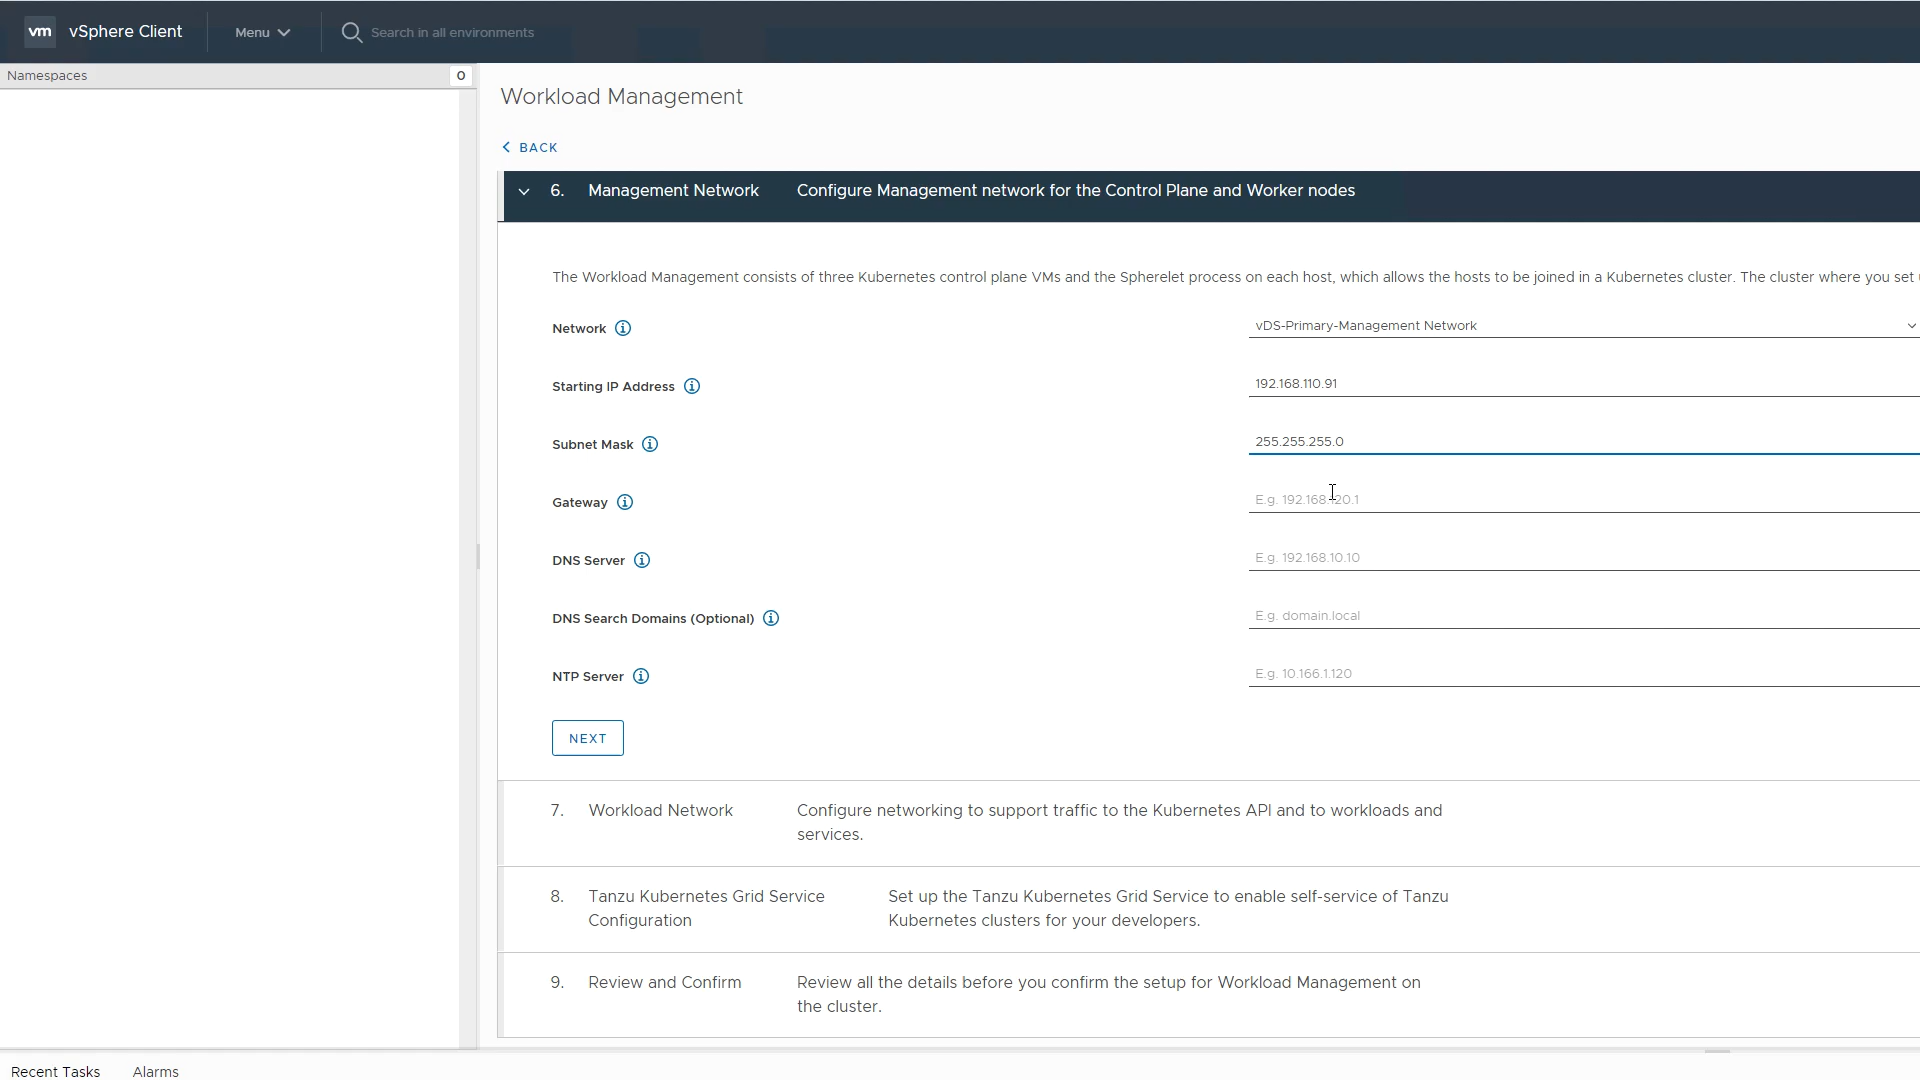 vm vSphere Client Menu Search in all environments
Namespaces 0
Workload Management
BACK
6. Management Network Configure Management network for the Control Plane and Worker nodes
The Workload Management consists of three Kubernetes control plane VMs and the Spherelet process on each host, which allows the hosts to be joined in a Kubernetes cluster. The cluster where you set
Network vDS-Primary-Management Network
Starting IP Address 192.168.110.91
Subnet Mask 255.255.255.0
Gateway E.g. 192.168.120.1
DNS Server E.g. 192.168.10.10
DNS Search Domains (Optional) E.g. domain.local
NTP Server E.g. 10.166.1.120
NEXT
7. Workload Network Configure networking to support traffic to the Kubernetes API and to workloads and
services.
8. Tanzu Kubernetes Grid Service Set up the Tanzu Kubernetes Grid Service to enable self-service of Tanzu
Configuration Kubernetes clusters for your developers.
9. Review and Confirm Review all the details before you confirm the setup for Workload Management on
the cluster.
Recent Tasks Alarms